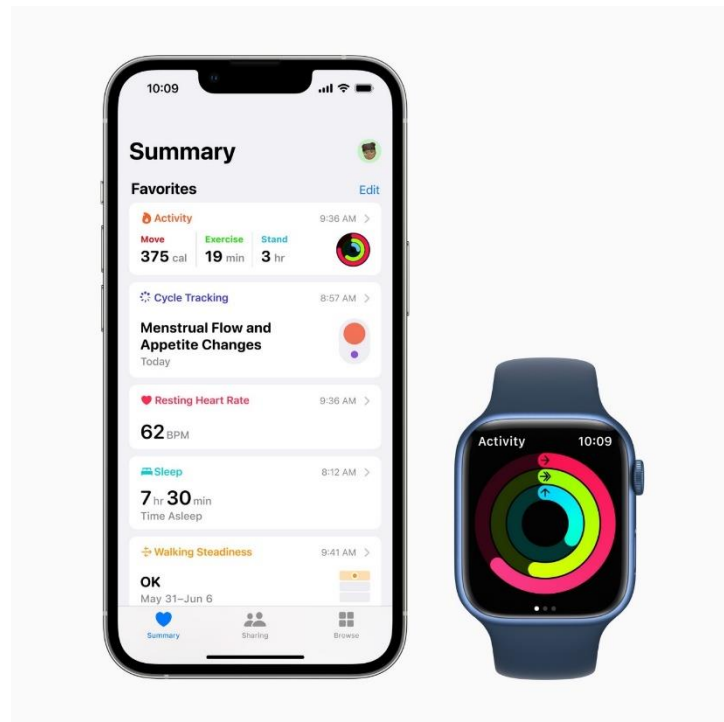 10:09
Summary
Favorites Edit
Activity 9:36 AM
Move Exercise Stand
375 cal 19 min 3 hr
Cycle Tracking 8:57 AM
Menstrual Flow and
Appetite Changes
Today
Resting Heart Rate 9:36 AM
62 BPM
Sleep 8:12 AM
7 hr 30 min
Time Asleep
Walking Steadiness 9:41 AM
OK
May 31–Jun 6
Summary Sharing Browse
Activity 10:09